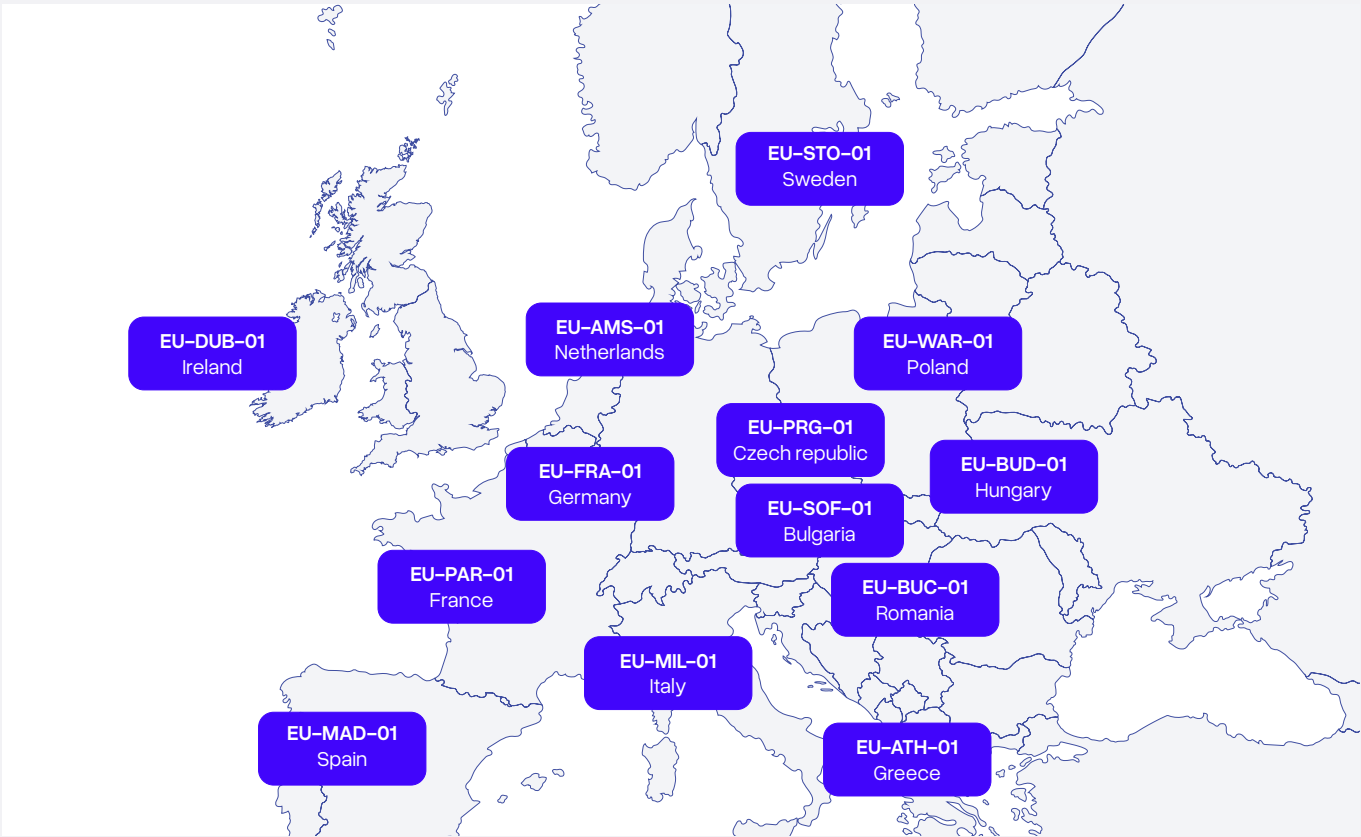 EU–STO–01
Sweden
EU–DUB–01
Ireland
EU–AMS–01
Netherlands
EU–WAR–01
Poland
EU–PRG–01
Czech republic
EU–FRA–01
Germany
EU–BUD–01
Hungary
EU–SOF–01
Bulgaria
EU–PAR–01
France
EU–BUC–01
Romania
EU–MIL–01
Italy
EU–MAD–01
Spain
EU–ATH–01
Greece